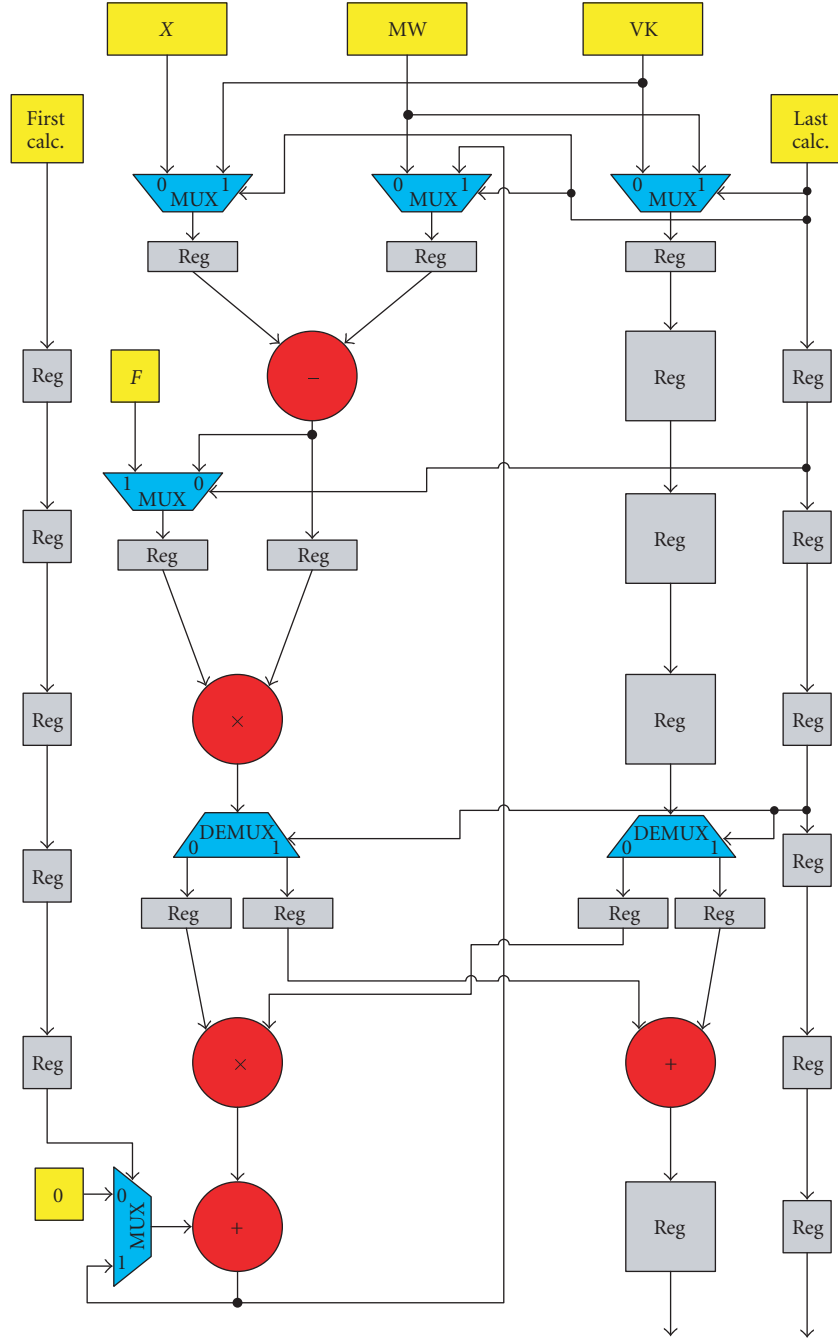 X
MW
VK
First
calc.
Last
calc.
0 1
MUX
0 1
MUX
0 1
MUX
Reg
Reg
Reg
−
Reg
F
Reg
Reg
1 0
MUX
Reg
Reg
Reg
Reg
Reg
Reg
×
Reg
Reg
DEMUX
0 1
DEMUX
0 1
Reg
Reg
Reg
Reg
Reg
Reg
Reg
×
+
Reg
0
0
MUX
1
+
Reg
Reg